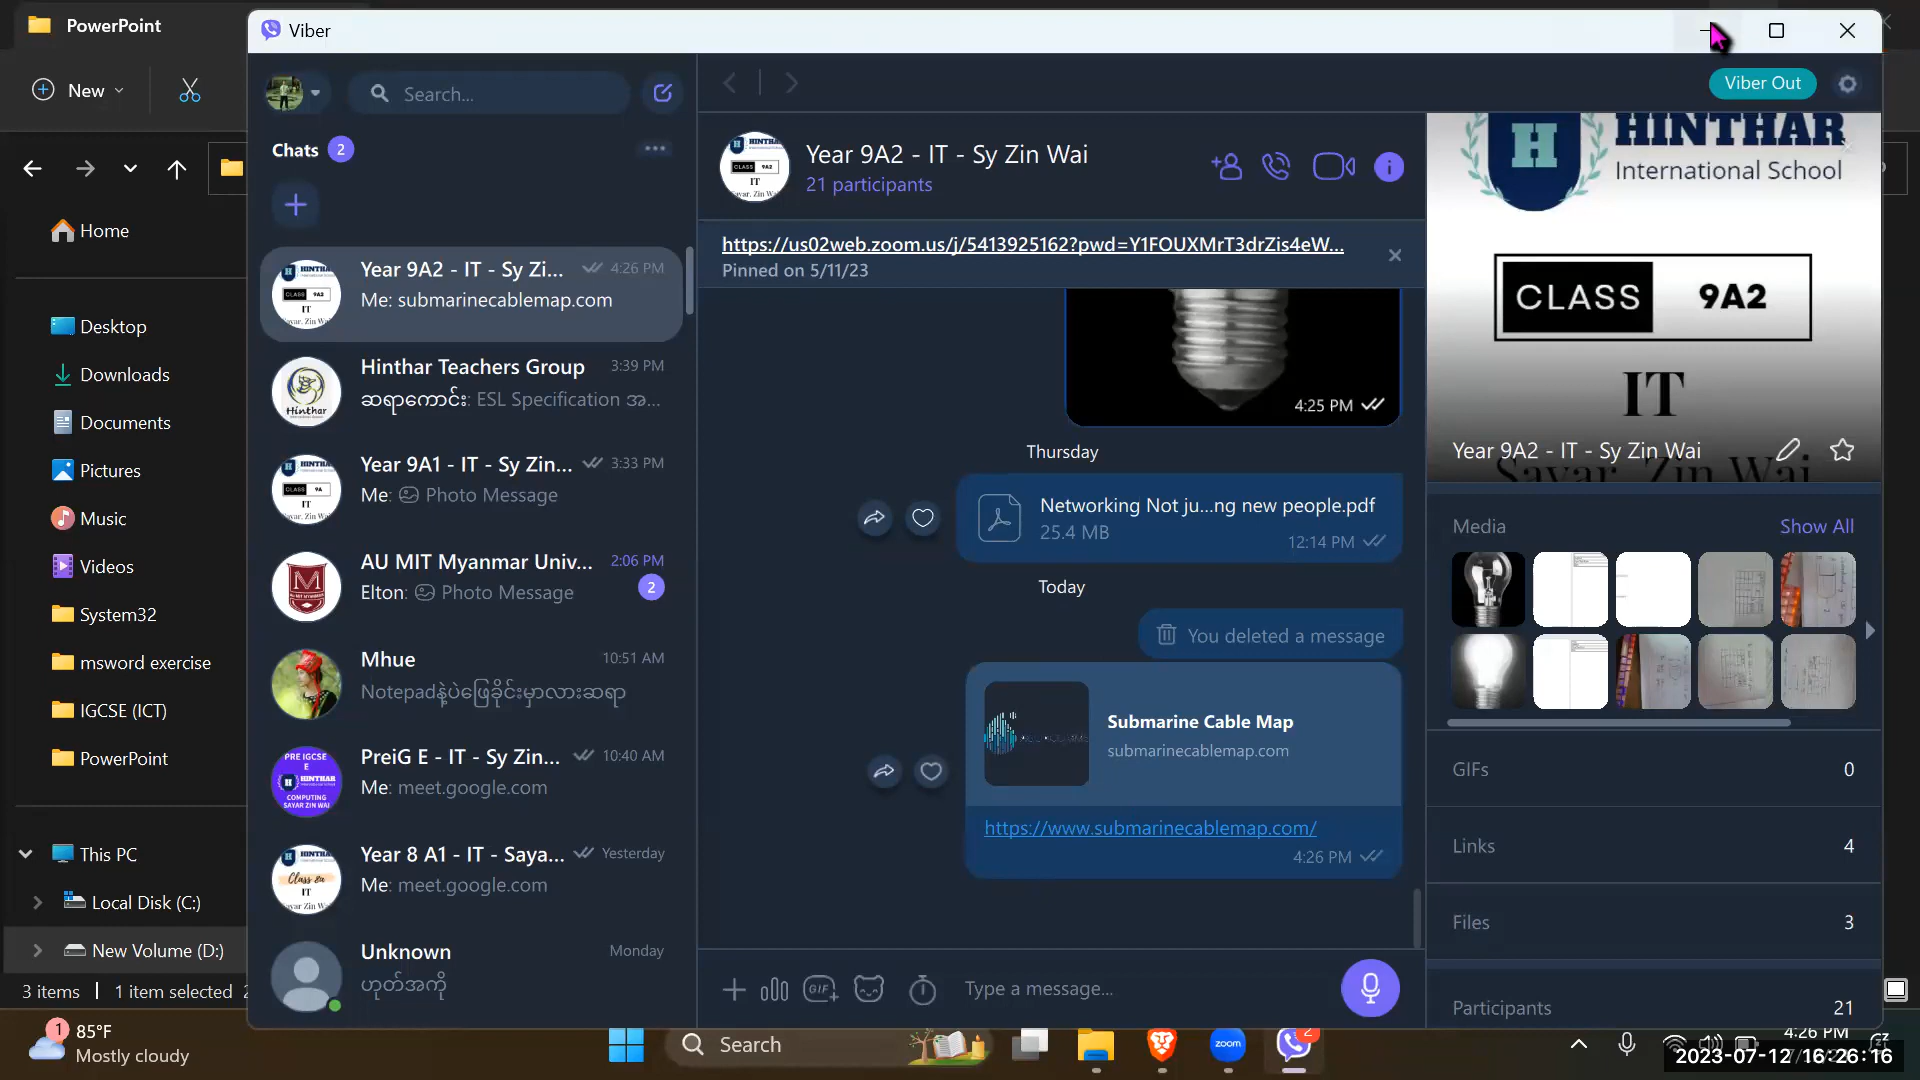 PowerPoint
New
Home
Desktop
Downloads
Documents
Pictures
Music
Videos
System32
msword exercise
IGCSE (ICT)
PowerPoint
This PC
Local Disk (C:)
New Volume (D:)
3 items
1 item selected
Viber
Search...
Chats
2
Year 9A2 - IT - Sy Zi...
4:26 PM
Me: submarinecablemap.com
Hinthar Teachers Group
3:39 PM
ဆရာကောင်း: ESL Specification အ...
Year 9A1 - IT - Sy Zin...
3:33 PM
Me: Photo Message
AU MIT Myanmar Univ...
2:06 PM
Elton: Photo Message
2
Mhue
10:51 AM
Notepadနဲ့ပဲဖြေခိုင်းမှာလားဆရာ
PreiG E - IT - Sy Zin...
10:40 AM
Me: meet.google.com
Year 8 A1 - IT - Saya...
Yesterday
Me: meet.google.com
Unknown
Monday
ဟုတ်အကို
Viber Out
Year 9A2 - IT - Sy Zin Wai
21 participants
https://us02web.zoom.us/j/5413925162?pwd=Y1FOUXMrT3drZis4eW...
Pinned on 5/11/23
4:25 PM
Thursday
Networking Not ju...ng new people.pdf
25.4 MB
12:14 PM
Today
You deleted a message
Submarine Cable Map
submarinecablemap.com
https://www.submarinecablemap.com/
4:26 PM
GIF
Type a message...
H HINTHAR
International School
CLASS 9A2
IT
Sayar. Zin Wai
Year 9A2 - IT - Sy Zin Wai
Media
Show All
GIFs
0
Links
4
Files
3
Participants
21
1
85°F
Mostly cloudy
Search
zoom
2
4:26 PM
2023-07-12 16:26:16